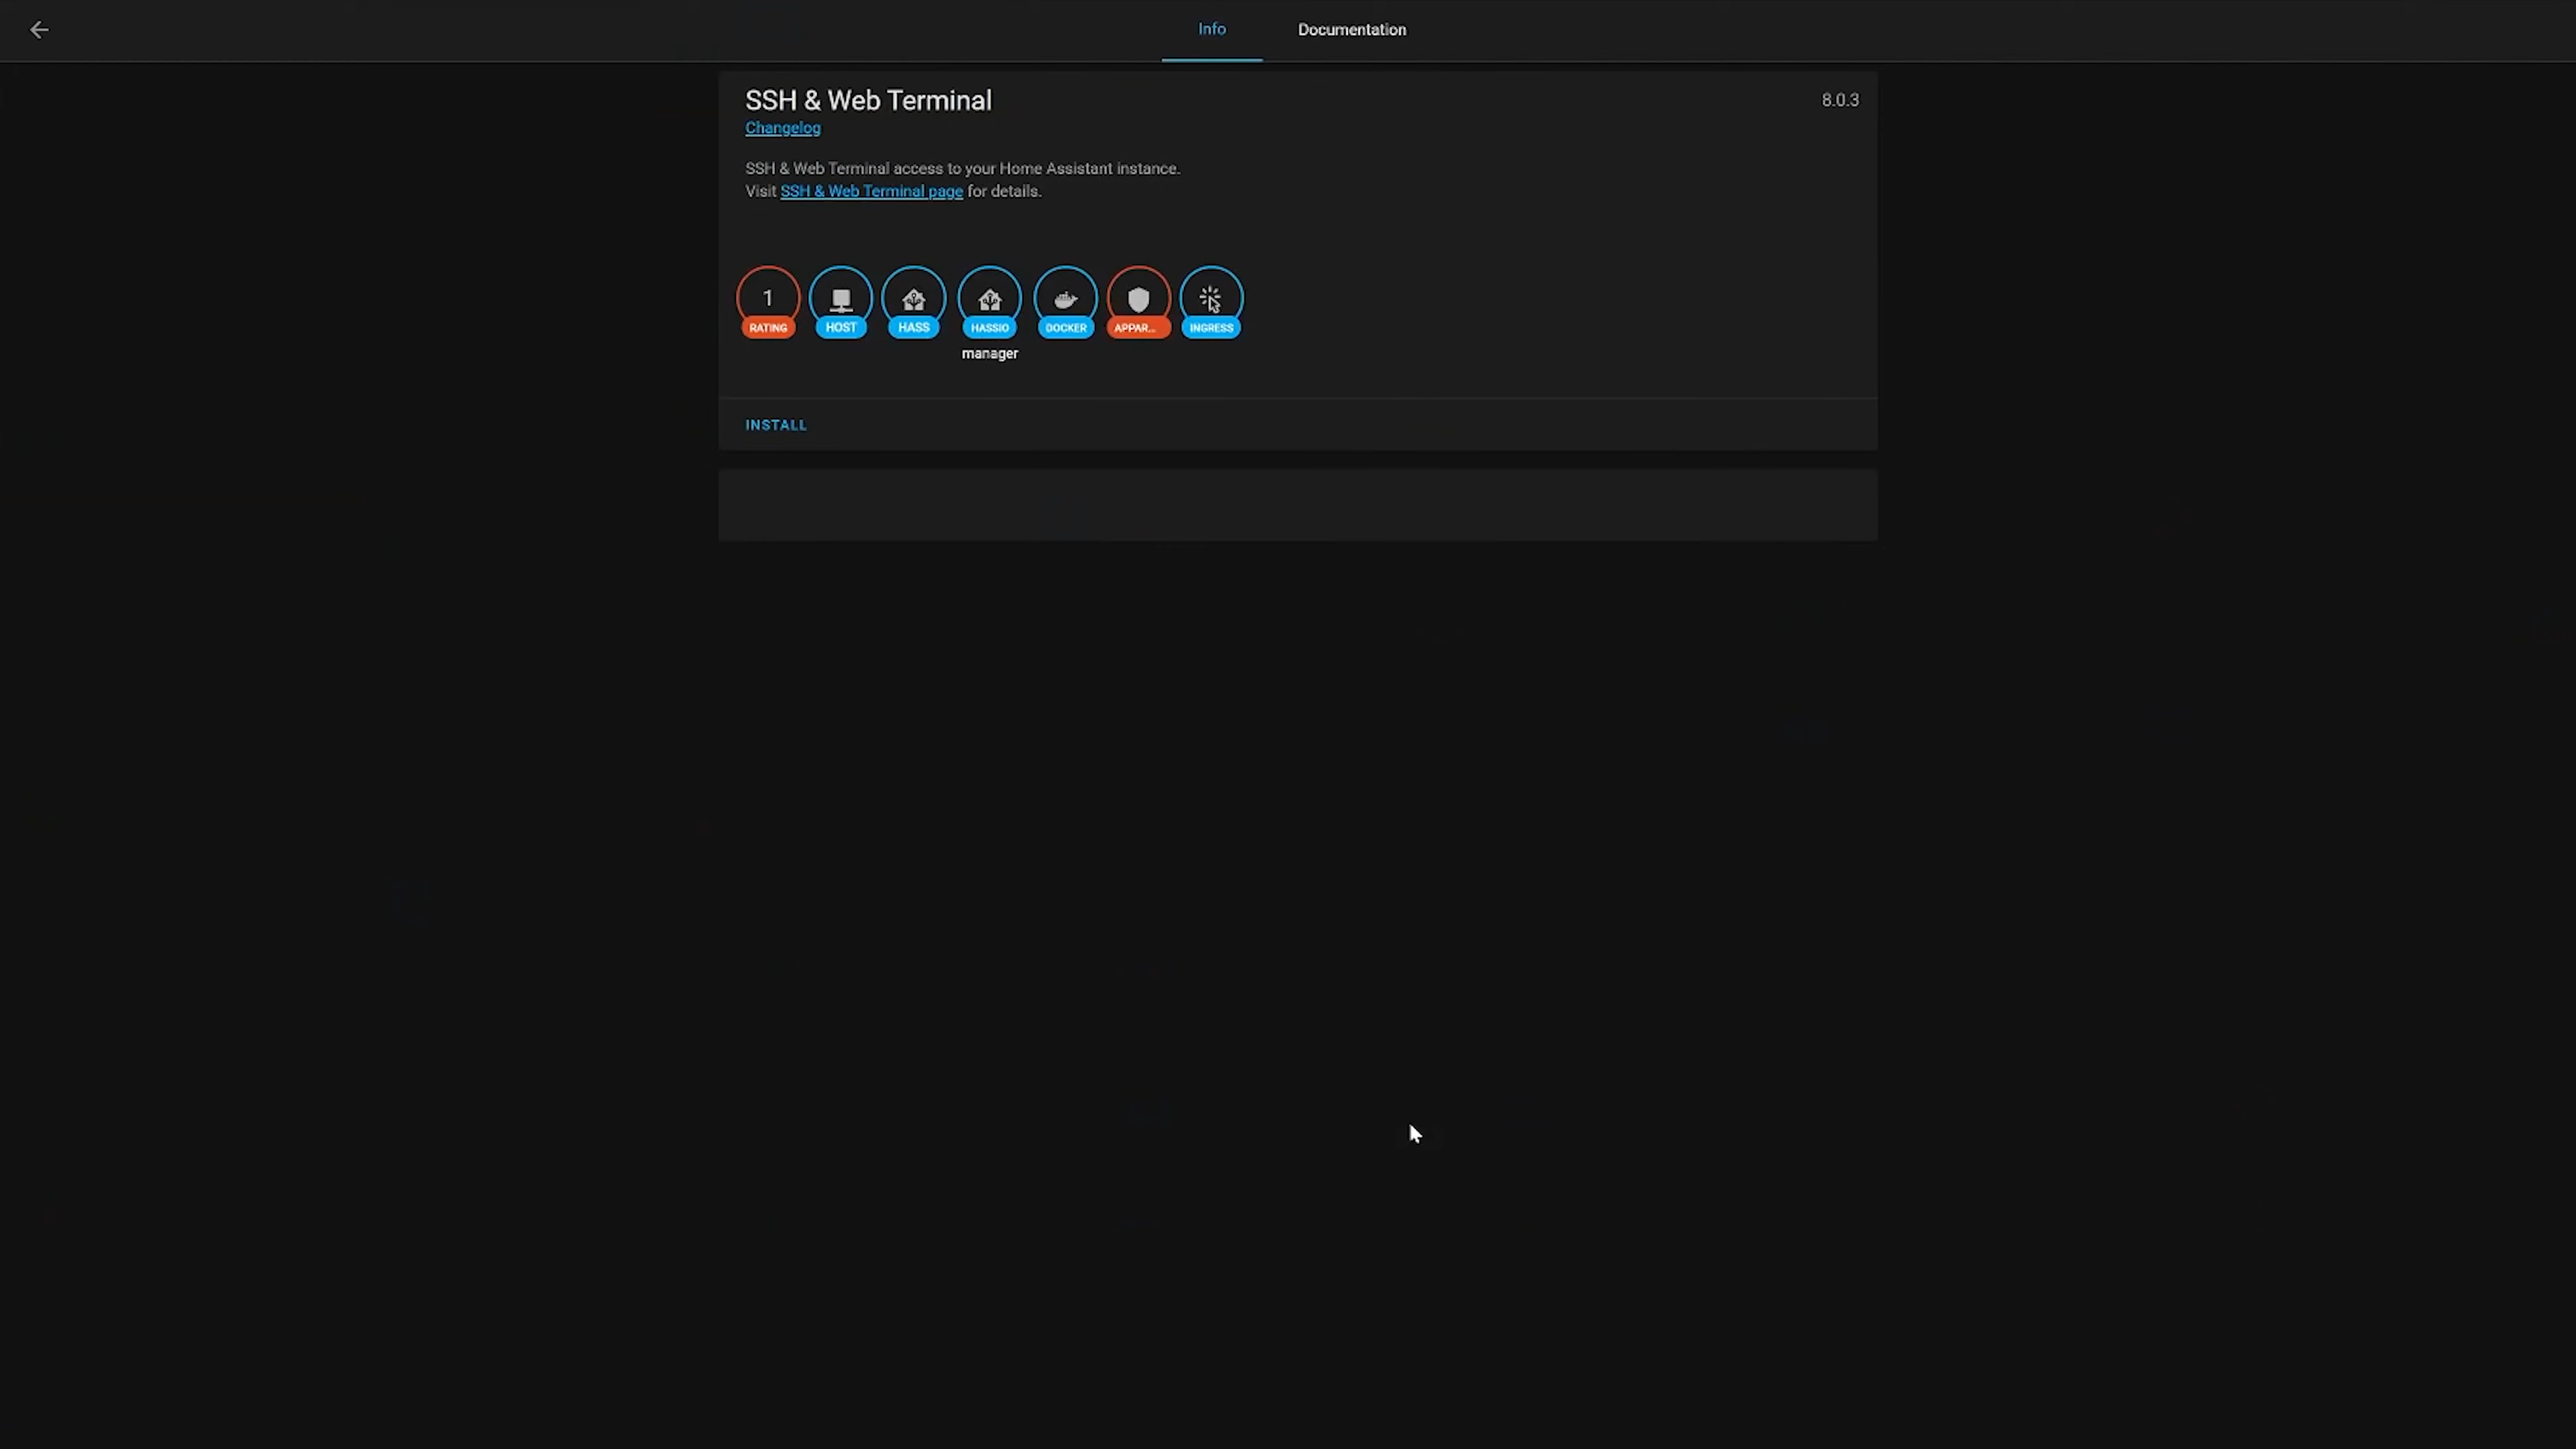 Info
Documentation
SSH & Web Terminal
8.0.3
Changelog
SSH & Web Terminal access to your Home Assistant instance.
Visit SSH & Web Terminal page for details.
1
RATING
HOST
HASS
HASSIO
DOCKER
APPAR...
INGRESS
manager
INSTALL